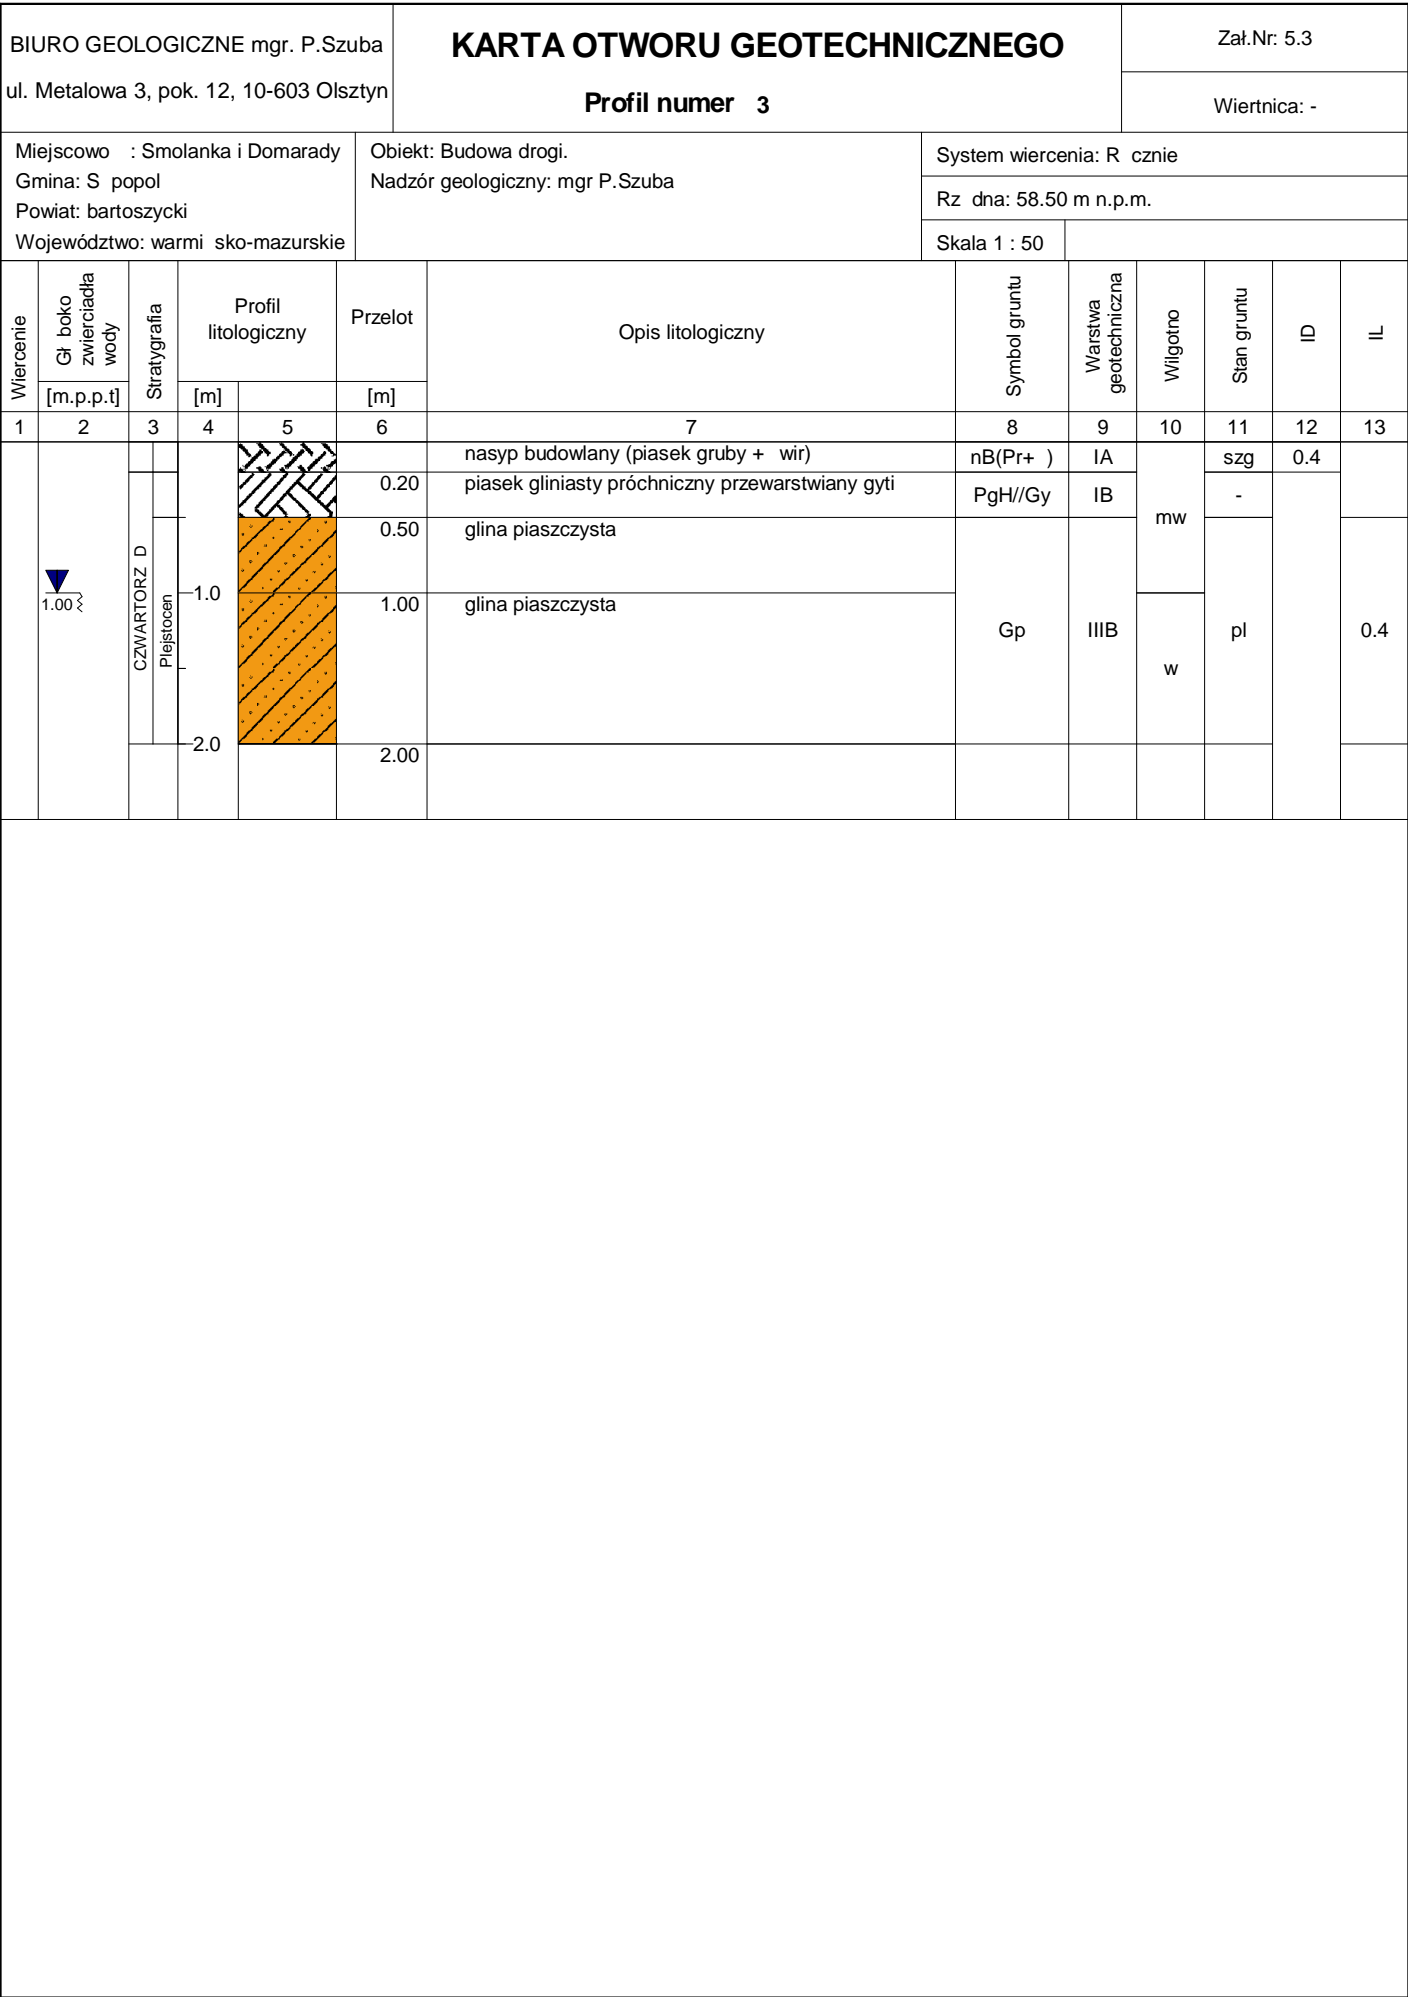 BIURO GEOLOGICZNE mgr. P.Szuba
ul. Metalowa 3, pok. 12, 10-603 Olsztyn
KARTA OTWORU GEOTECHNICZNEGO
Profil numer 3
Zał.Nr: 5.3
Wiertnica: -
Miejscowo : Smolanka i Domarady
Gmina: S popol
Powiat: bartoszycki
Województwo: warmi sko-mazurskie
Obiekt: Budowa drogi.
Nadzór geologiczny: mgr P.Szuba
System wiercenia: R cznie
Rz dna: 58.50 m n.p.m.
Skala 1 : 50
Wiercenie
Gł boko
zwierciadła
wody
[m.p.p.t]
Stratygrafia
Profil
litologiczny
[m]
Przelot
[m]
Opis litologiczny
Symbol gruntu
Warstwa
geotechniczna
Wilgotno
Stan gruntu
ID
IL
1 2 3 4 5 6 7 8 9 10 11 12 13
nasyp budowlany (piasek gruby + wir) nB(Pr+ ) IA szg 0.4
0.20 piasek gliniasty próchniczny przewarstwiany gyti PgH//Gy IB -
mw
0.50 glina piaszczysta
1.00
CZWARTORZ D
Plejstocen
1.0
1.00 glina piaszczysta
Gp IIIB pl 0.4
w
2.0
2.00